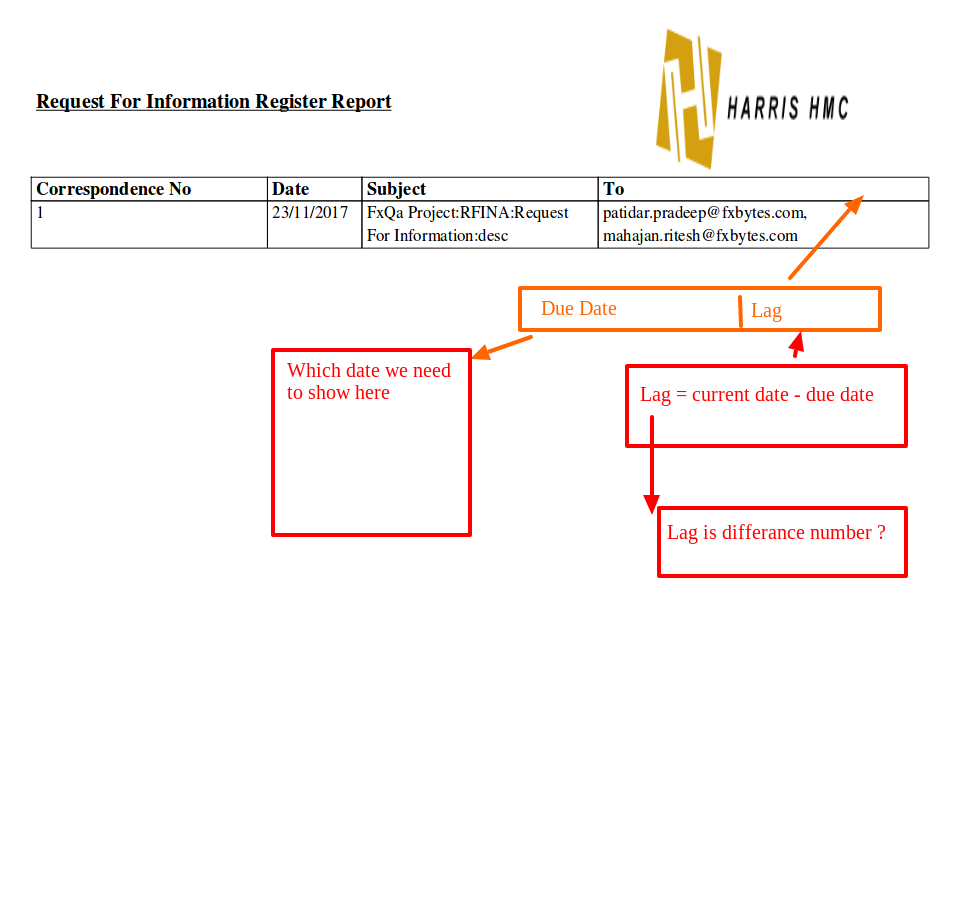 HARRIS HMC
Request For Information Register Report
Correspondence No Date Subject To
1 23/11/2017 FxQa Project:RFINA:Request patidar.pradeep@fxbytes.com,
For Information:desc mahajan.ritesh@fxbytes.com
Due Date Lag
Which date we need
to show here
Lag = current date - due date
Lag is differance number ?